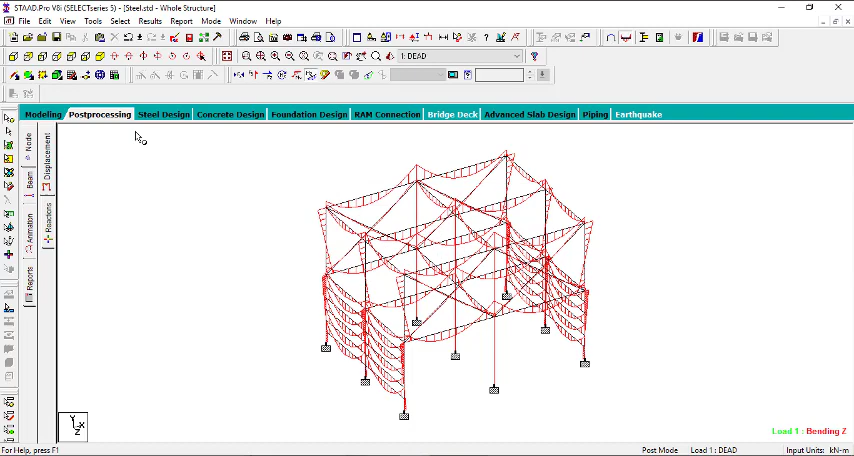 STAAD.Pro V8i (SELECTseries 5) - [Steel.std - Whole Structure]
File Edit View Tools Select Results Report Mode Window Help
1: DEAD
Modeling Postprocessing Steel Design Concrete Design Foundation Design RAM Connection Bridge Deck Advanced Slab Design Piping Earthquake
Node
Beam
Animation
Reports
Displacement
Reactions
Y
X
Z
Load 1 : Bending Z
For Help, press F1
Post Mode Load 1 : DEAD Input Units: kN-m